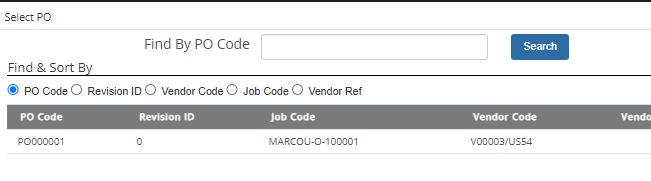 Select PO
Find By PO Code Search
Find & Sort By
PO Code Revision ID Vendor Code Job Code Vendor Ref
PO Code Revision ID Job Code Vendor Code Vendo
PO000001 0 MARCOU-O-100001 V00003/US54